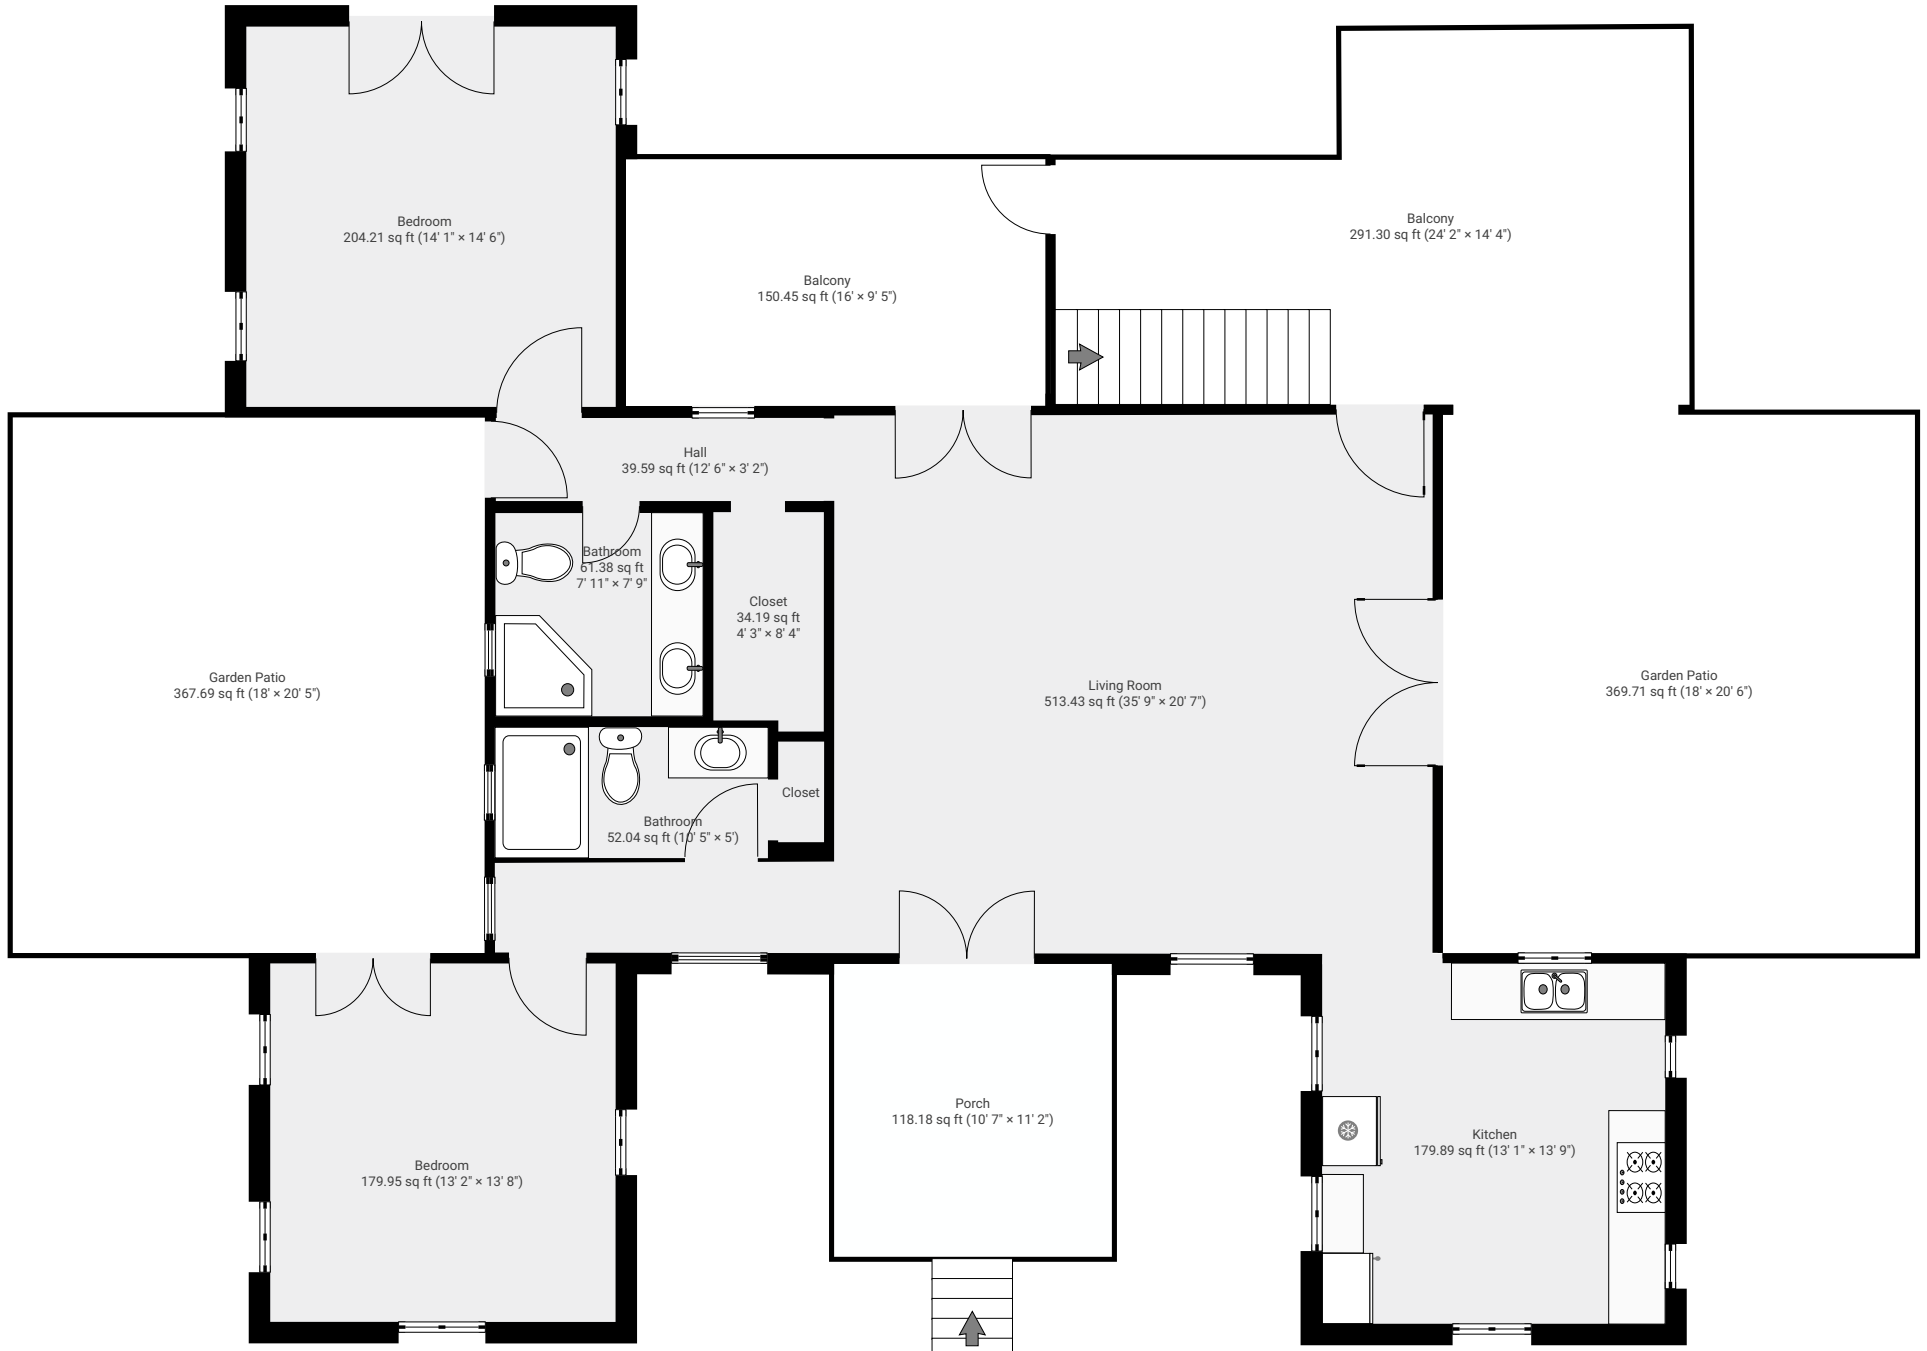 Bedroom
204.21 sq ft (14' 1" × 14' 6")
Balcony
291.30 sq ft (24' 2" × 14' 4")
Balcony
150.45 sq ft (16' × 9' 5")
Hall
39.59 sq ft (12' 6" × 3' 2")
Bathroom
61.38 sq ft
7' 11" × 7' 9"
Closet
34.19 sq ft
4' 3" × 8' 4"
Garden Patio
367.69 sq ft (18' × 20' 5")
Living Room
513.43 sq ft (35' 9" × 20' 7")
Garden Patio
369.71 sq ft (18' × 20' 6")
Closet
Bathroom
52.04 sq ft (10' 5" × 5')
Porch
118.18 sq ft (10' 7" × 11' 2")
Kitchen
179.89 sq ft (13' 1" × 13' 9")
Bedroom
179.95 sq ft (13' 2" × 13' 8")